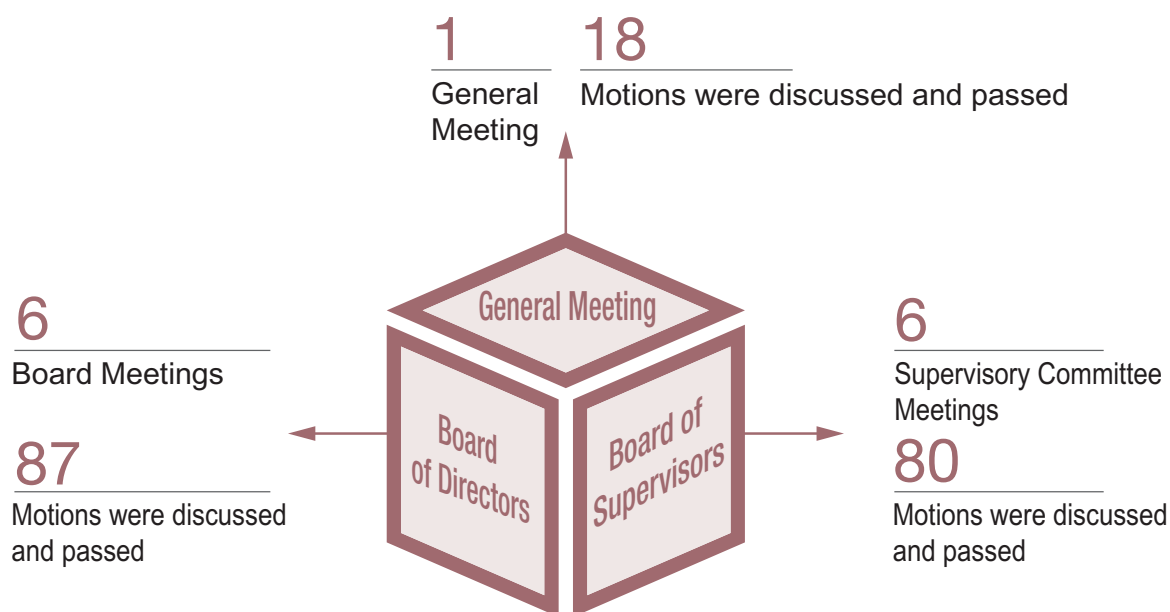 1
General
Meeting
18
Motions were discussed and passed
General Meeting
6
Board Meetings
87
Motions were discussed
and passed
Board
of Directors
Board of
Supervisors
6
Supervisory Committee
Meetings
80
Motions were discussed
and passed